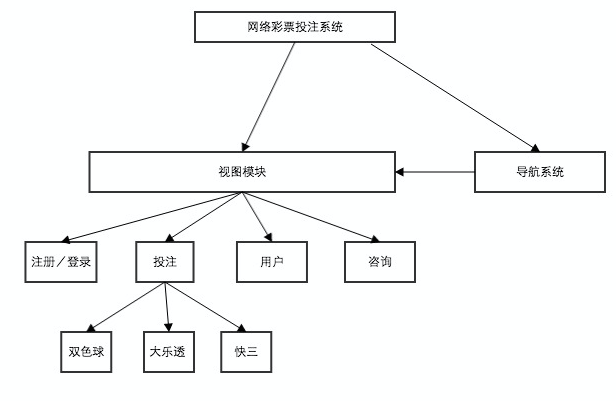 网络彩票投注系统
视图模块
导航系统
注册／登录
投注
用户
咨询
双色球
大乐透
快三